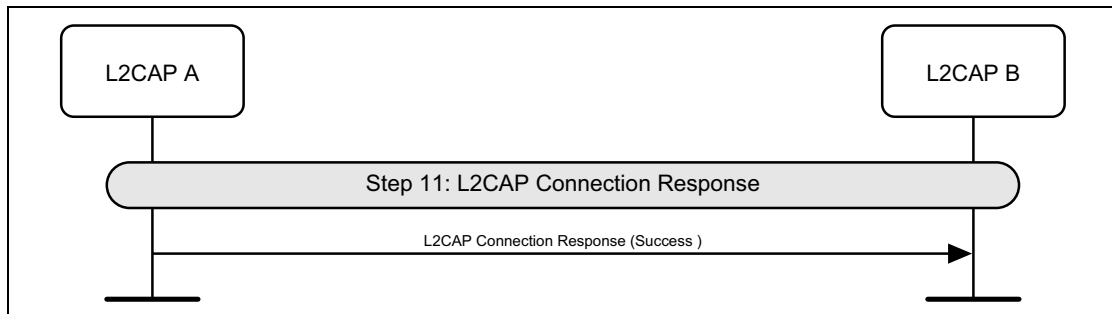 L2CAP A
L2CAP B
Step 11: L2CAP Connection Response
L2CAP Connection Response (Success )